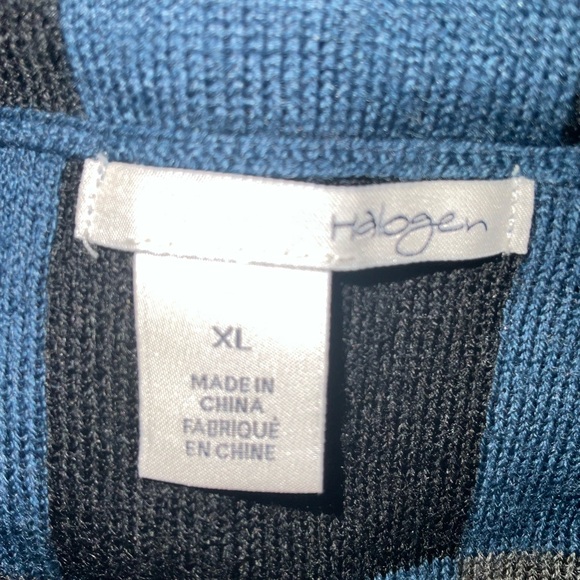 Halogen
XL
MADE IN
CHINA
FABRIQUÉ
EN CHINE